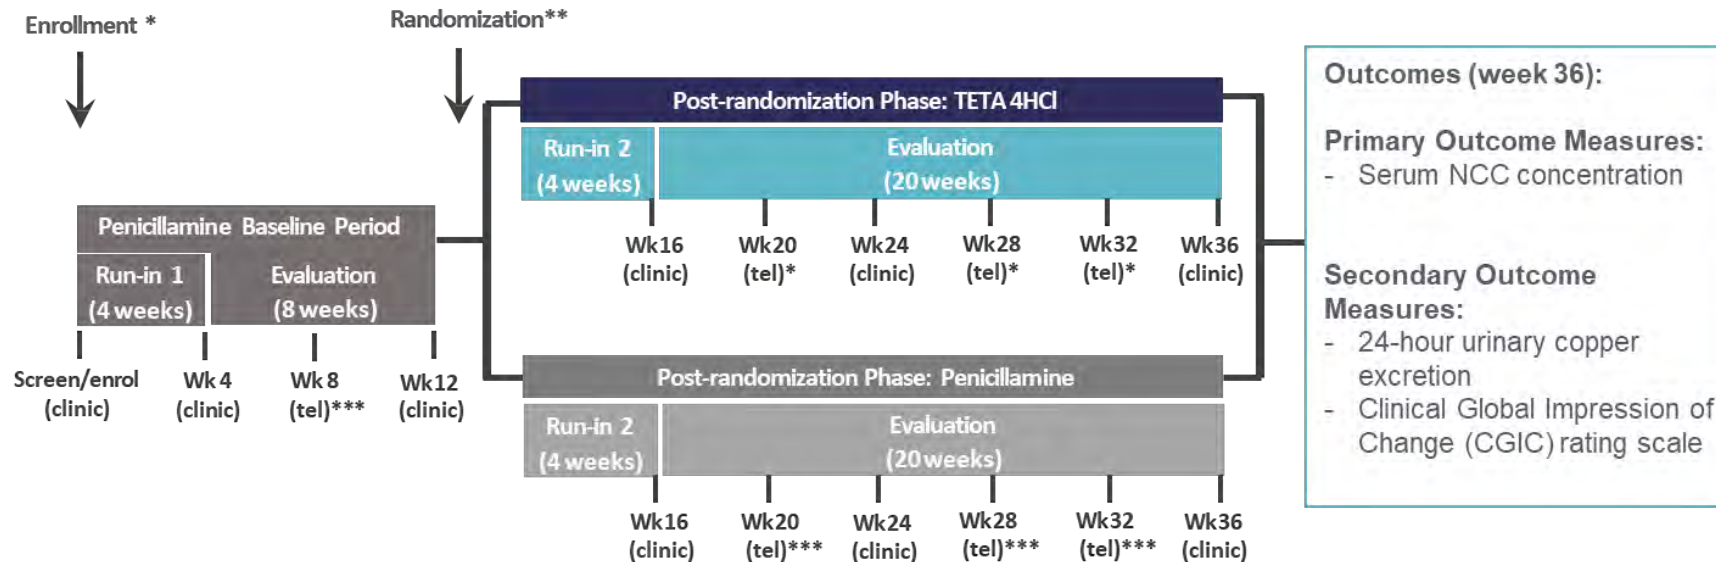 Enrollment *
Randomization**
Penicillamine Baseline Period
Run-in 1
(4 weeks)
Evaluation
(8 weeks)
Screen/enrol
(clinic)
Wk 4
(clinic)
Wk 8
(tel)***
Wk12
(clinic)
Post-randomization Phase: TETA 4HCl
Run-in 2
(4 weeks)
Evaluation
(20 weeks)
Wk16
(clinic)
Wk20
(tel)*
Wk24
(clinic)
Wk28
(tel)*
Wk32
(tel)*
Wk36
(clinic)
Post-randomization Phase: Penicillamine
Run-in 2
(4 weeks)
Evaluation
(20 weeks)
Wk16
(clinic)
Wk20
(tel)***
Wk24
(clinic)
Wk28
(tel)***
Wk32
(tel)***
Wk36
(clinic)
Outcomes (week 36):
Primary Outcome Measures:
- Serum NCC concentration
Secondary Outcome
Measures:
- 24-hour urinary copper
excretion
- Clinical Global Impression of
Change (CGIC) rating scale